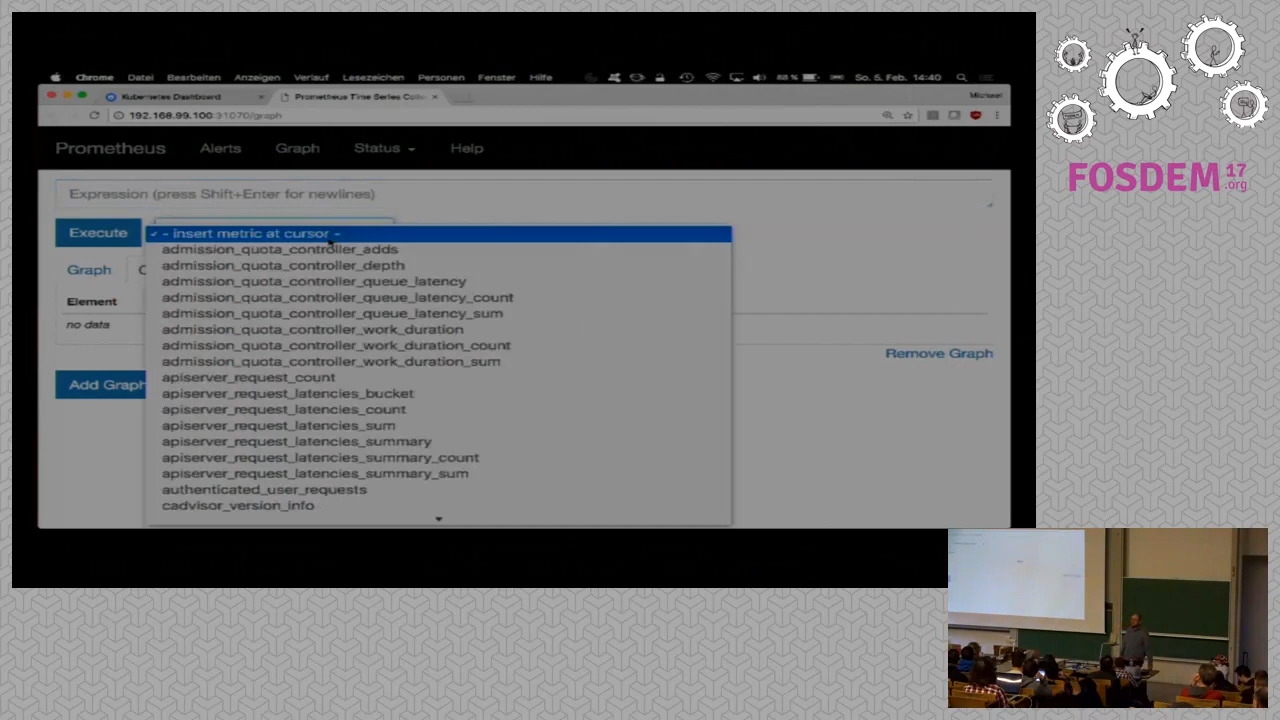 Chrome Datei Bearbeiten Anzeigen Verlauf Lesezeichen Personen Fenster Hilfe 88 % So. 5. Feb. 14:40
Kubernetes Dashboard × Prometheus Time Series Colle × Michael
192.168.99.100:31070/graph
Prometheus Alerts Graph Status Help
Expression (press Shift+Enter for newlines)
Execute ✓ - insert metric at cursor -
admission_quota_controller_adds
Graph C admission_quota_controller_depth
admission_quota_controller_queue_latency
Element admission_quota_controller_queue_latency_count
admission_quota_controller_queue_latency_sum
no data admission_quota_controller_work_duration
admission_quota_controller_work_duration_count
Remove Graph
admission_quota_controller_work_duration_sum
apiserver_request_count
Add Graph apiserver_request_latencies_bucket
apiserver_request_latencies_count
apiserver_request_latencies_sum
apiserver_request_latencies_summary
apiserver_request_latencies_summary_count
apiserver_request_latencies_summary_sum
authenticated_user_requests
cadvisor_version_info
FOSDEM 17
.org